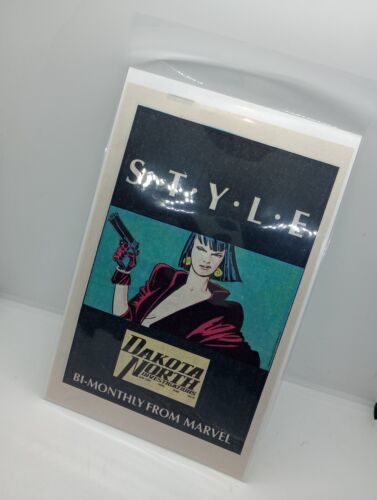 S·T·Y·L·E
DAKOTA
NORTH
INVESTIGATIONS
BI-MONTHLY FROM MARVEL